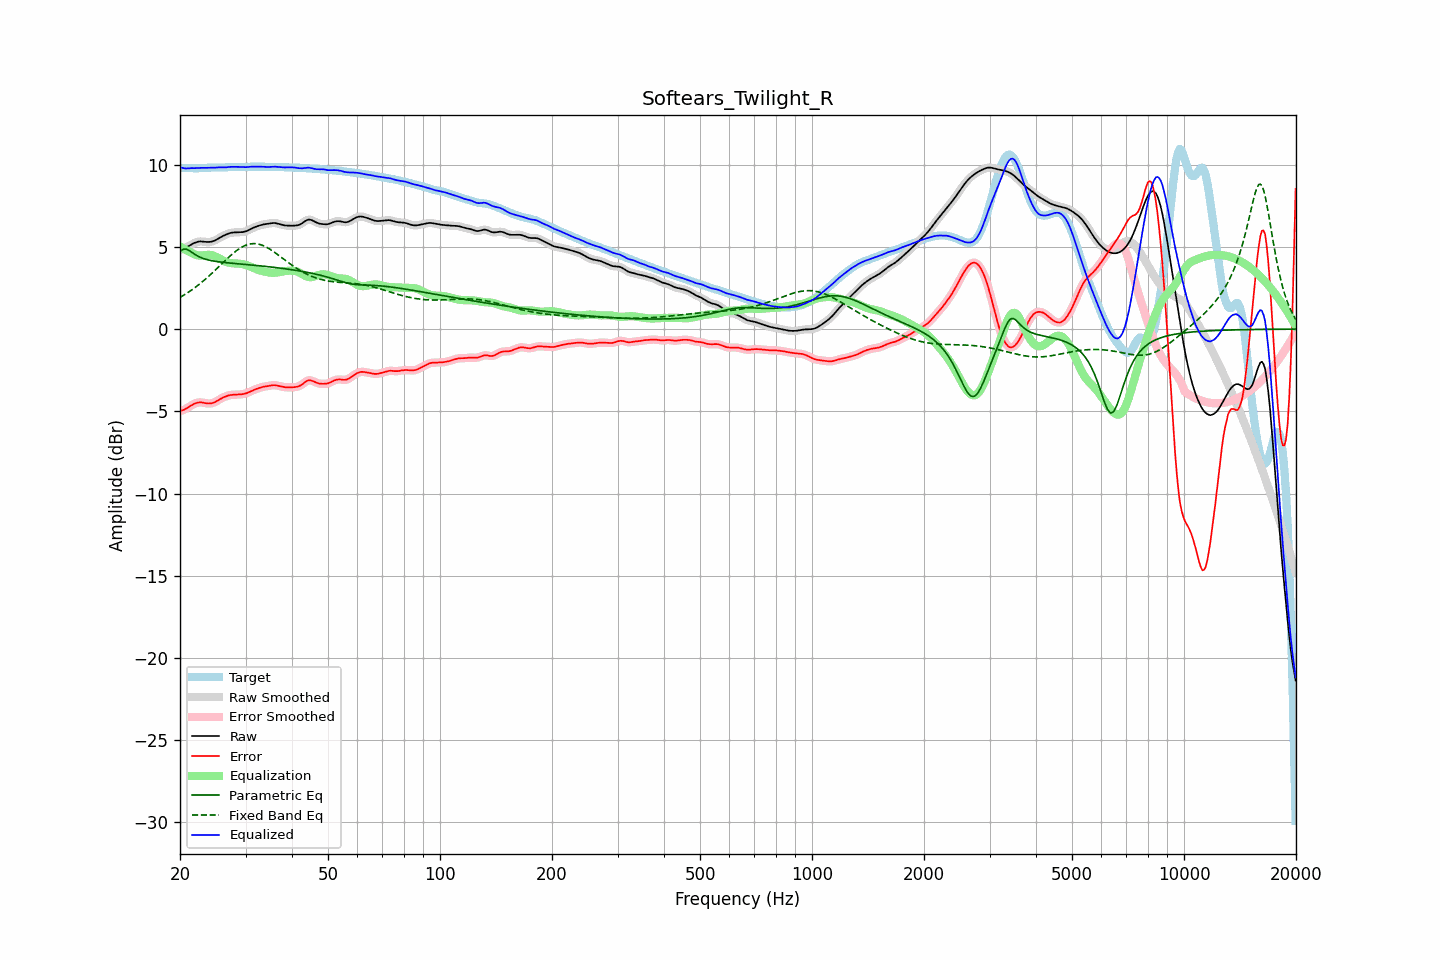 Softears_Twilight_R
Amplitude (dBr)
10
5
0
−5
−10
−15
−20
−25
−30
Target
Raw Smoothed
Error Smoothed
Raw
Error
Equalization
Parametric Eq
Fixed Band Eq
Equalized
20 50 100 200 500 1000 2000 5000 10000 20000
Frequency (Hz)